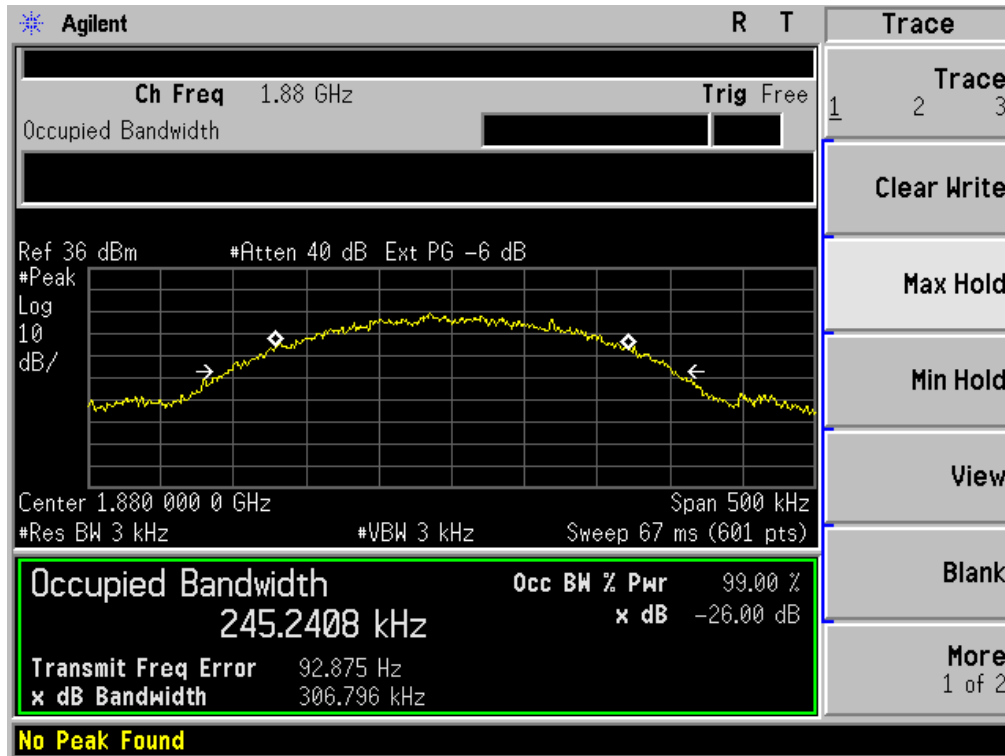 Agilent R T Trace
Ch Freq 1.88 GHz Trig Free
Occupied Bandwidth
Trace
1 2 3
Clear Write
Max Hold
Min Hold
View
Blank
More
1 of 2
Ref 36 dBm #Atten 40 dB Ext PG -6 dB
#Peak
Log
10
dB/
Center 1.880 000 0 GHz Span 500 kHz
#Res BW 3 kHz #VBW 3 kHz Sweep 67 ms (601 pts)
Occupied Bandwidth Occ BW % Pwr 99.00 %
245.2408 kHz x dB -26.00 dB
Transmit Freq Error 92.875 Hz
x dB Bandwidth 306.796 kHz
No Peak Found